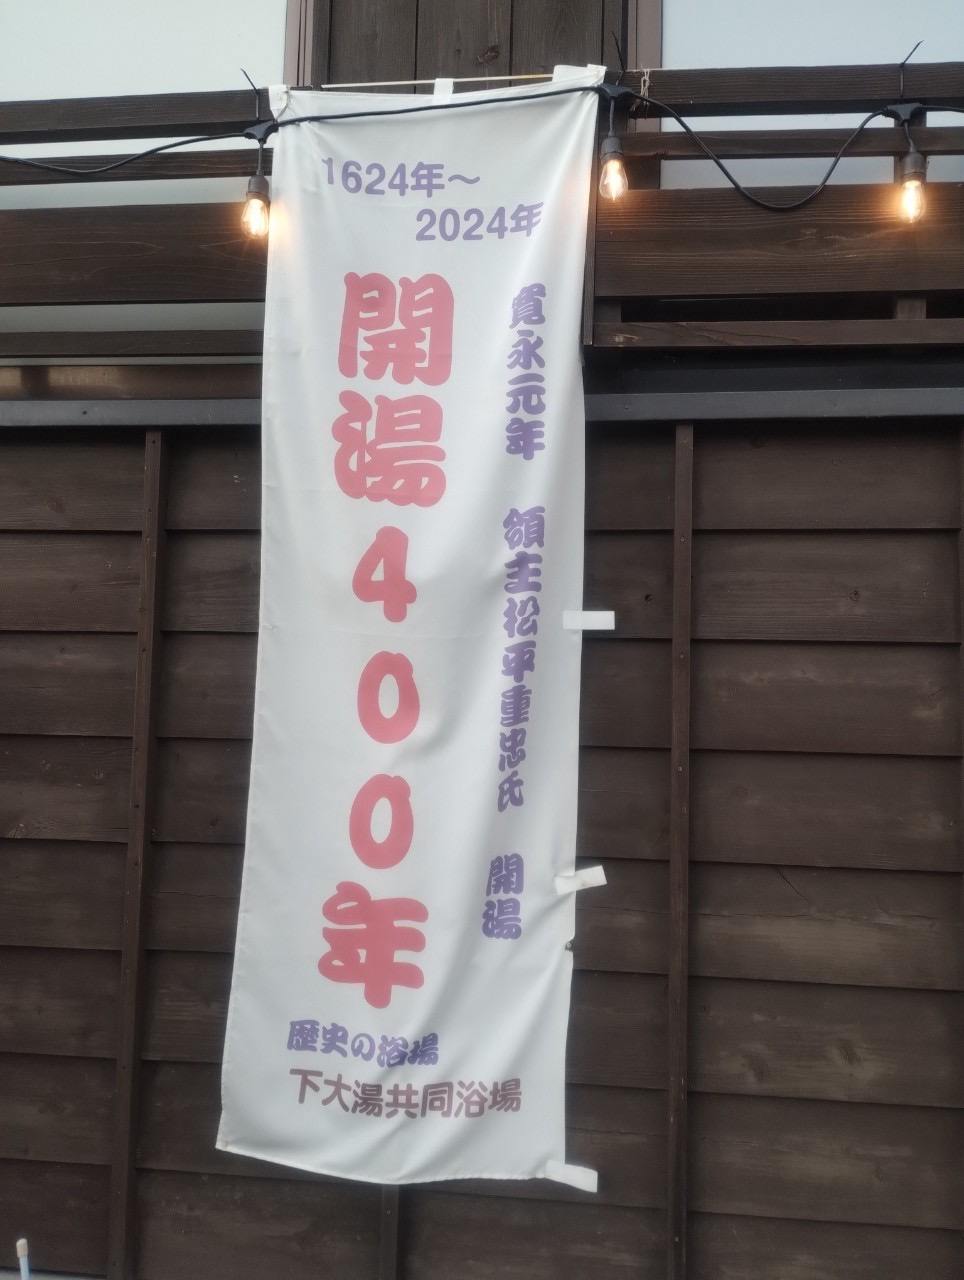 1624年～
2024年
寛永元年 領主松平重忠氏 開湯
開湯400年
歴史の浴場
下大湯共同浴場